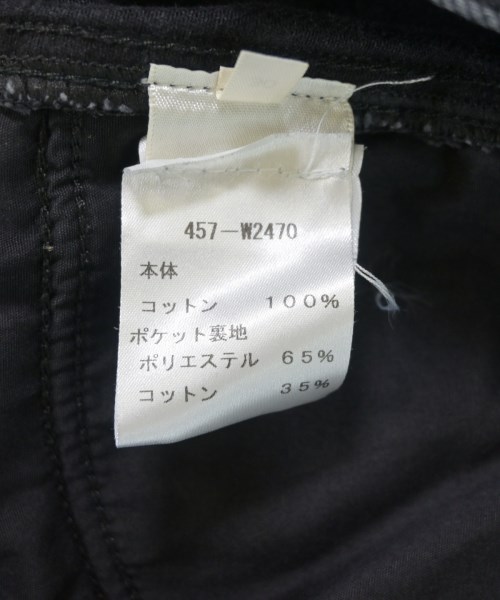 457-W2470
本体
コットン 100%
ポケット裏地
ポリエステル 65%
コットン 35%